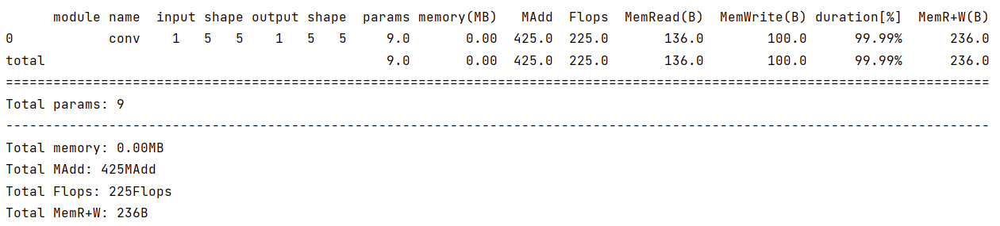 module name input shape output shape params memory(MB) MAdd Flops MemRead(B) MemWrite(B) duration[%] MemR+W(B)
0 conv 1 5 5 1 5 5 9.0 0.00 425.0 225.0 136.0 100.0 99.99% 236.0
total 9.0 0.00 425.0 225.0 136.0 100.0 99.99% 236.0
============================================================================================================================
Total params: 9
----------------------------------------------------------------------------------------------------------------------------
Total memory: 0.00MB
Total MAdd: 425MAdd
Total Flops: 225Flops
Total MemR+W: 236B